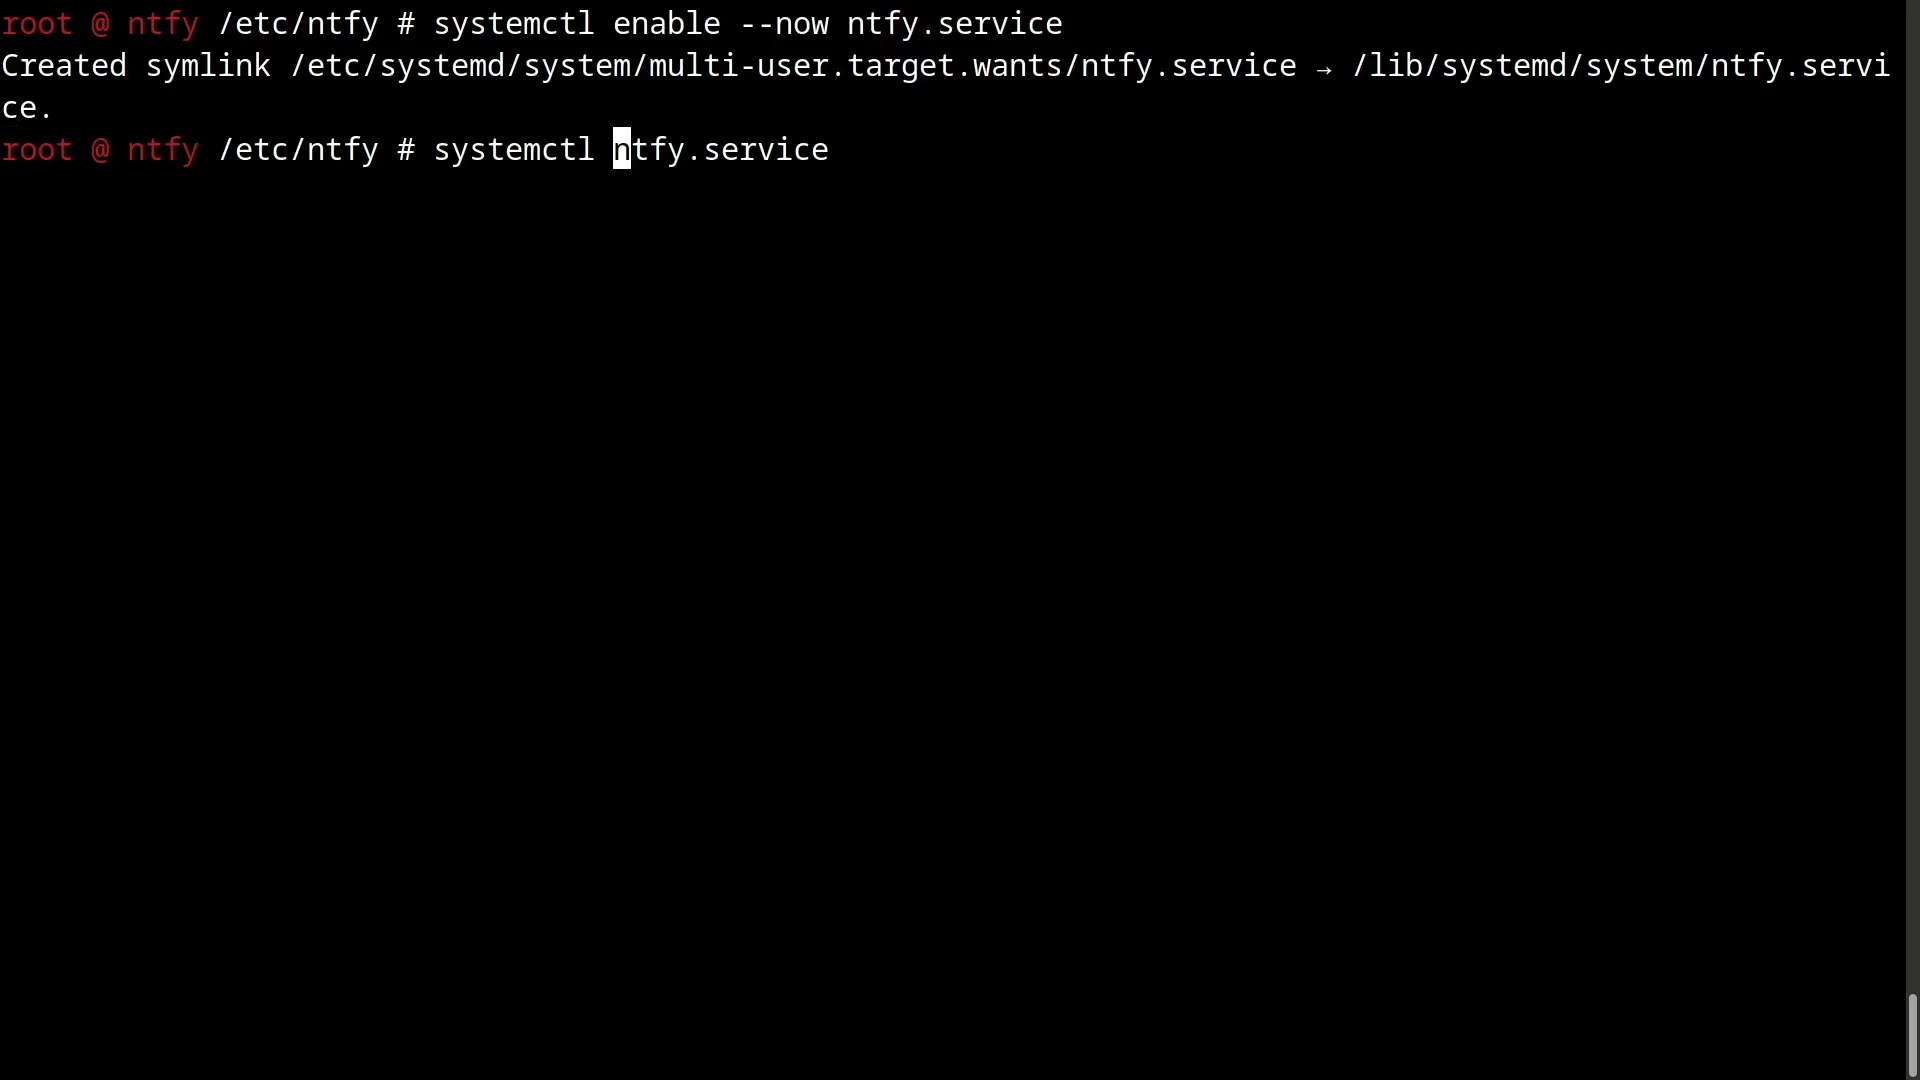 root @ ntfy /etc/ntfy # systemctl enable --now ntfy.service
Created symlink /etc/systemd/system/multi-user.target.wants/ntfy.service → /lib/systemd/system/ntfy.servi
ce.
root @ ntfy /etc/ntfy # systemctl ntfy.service